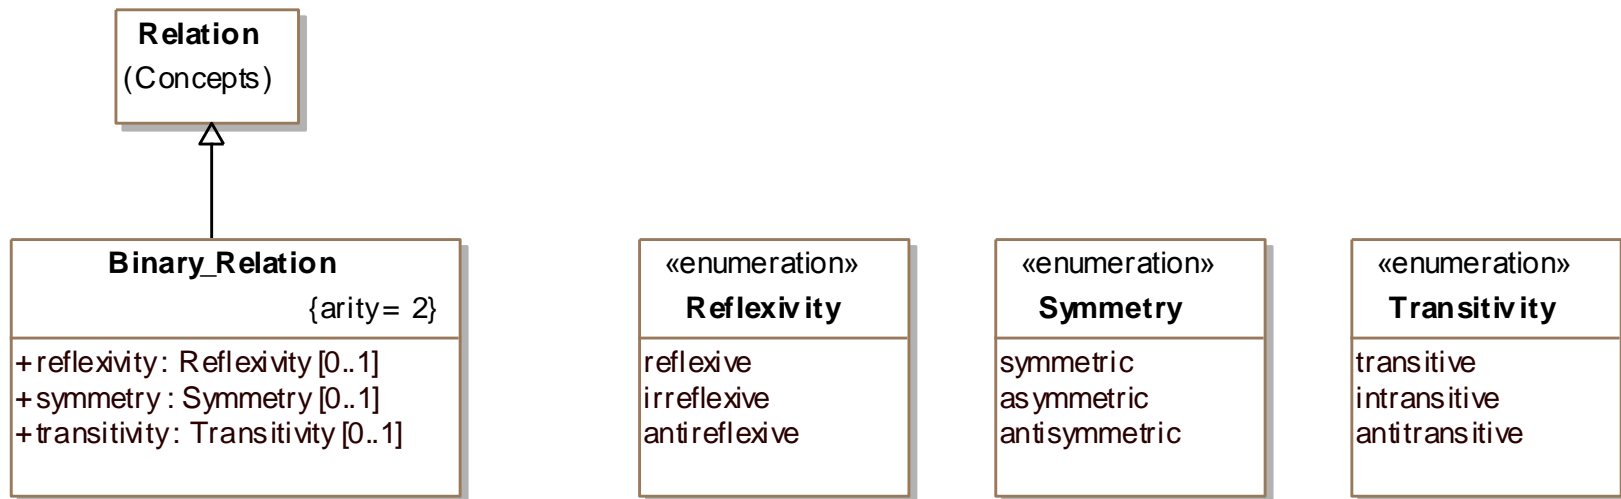 Relation
(Concepts)
Binary_Relation
{arity= 2}
+reflexivity: Reflexivity [0..1]
+symmetry : Symmetry [0..1]
+transitivity: Transitivity [0..1]
«enumeration»
Reflexivity
reflexive
irreflexive
antireflexive
«enumeration»
Symmetry
symmetric
asymmetric
antisymmetric
«enumeration»
Transitivity
transitive
intransitive
antitransitive